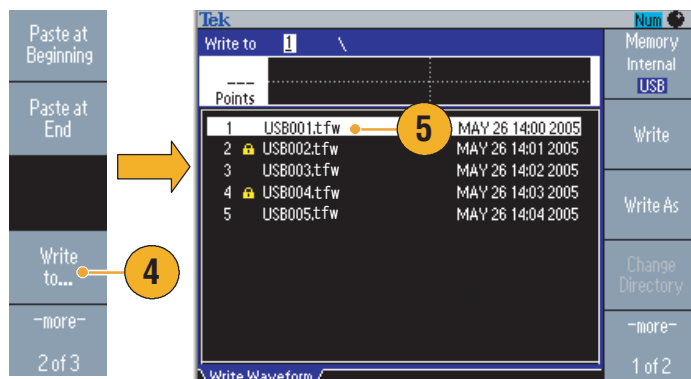 Paste at
Beginning
Paste at
End
Write
to...
-more-
2 of 3
4
Tek
Num
Write to 1 \
---
Points
1 USB001.tfw MAY 26 14:00 2005
5
2 USB002.tfw MAY 26 14:01 2005
3 USB003.tfw MAY 26 14:02 2005
4 USB004.tfw MAY 26 14:03 2005
5 USB005.tfw MAY 26 14:04 2005
Write Waveform
Memory
Internal
USB
Write
Write As
Change
Directory
-more-
1 of 2